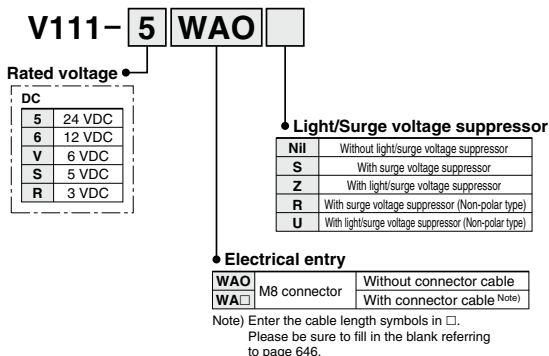 V111– 5 WAO
Rated voltage
DC
5 24 VDC
6 12 VDC
V 6 VDC
S 5 VDC
R 3 VDC
Light/Surge voltage suppressor
Nil Without light/surge voltage suppressor
S With surge voltage suppressor
Z With light/surge voltage suppressor
R With surge voltage suppressor (Non-polar type)
U With light/surge voltage suppressor (Non-polar type)
Electrical entry
WAO M8 connector Without connector cable
WA□ With connector cable Note)
Note) Enter the cable length symbols in □.
Please be sure to fill in the blank referring
to page 646.